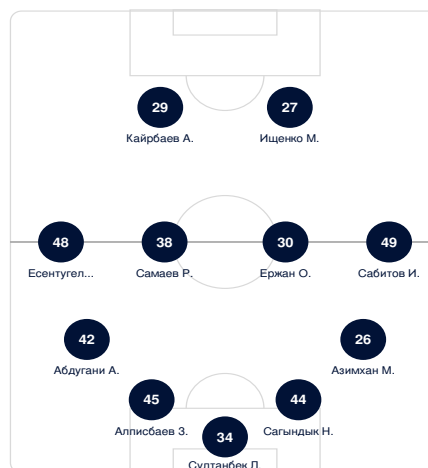 29
27
Кайрбаев А.
Ищенко М.
48
38
30
49
Есентугел...
Самаев Р.
Ержан О.
Сабитов И.
42
26
Абдугани А.
Азимхан М.
45
44
Алписбаев З.
Сагындык Н.
34
Султанбек Д.